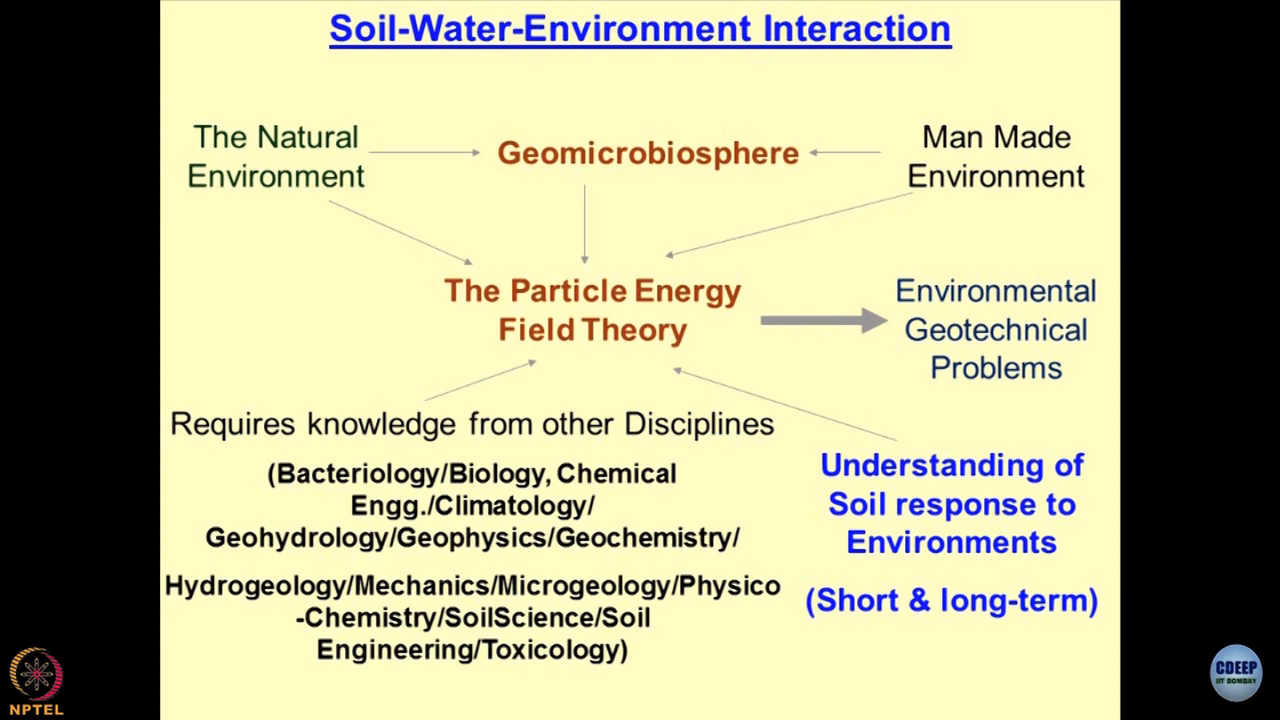 Soil-Water-Environment Interaction
The Natural
Environment
Geomicrobiosphere
Man Made
Environment
The Particle Energy
Field Theory
Environmental
Geotechnical
Problems
Requires knowledge from other Disciplines
(Bacteriology/Biology, Chemical
Engg./Climatology/
Geohydrology/Geophysics/Geochemistry/
Hydrogeology/Mechanics/Microgeology/Physico
-Chemistry/SoilScience/Soil
Engineering/Toxicology)
Understanding of
Soil response to
Environments
(Short & long-term)
NPTEL
CDEEP
IIT BOMBAY